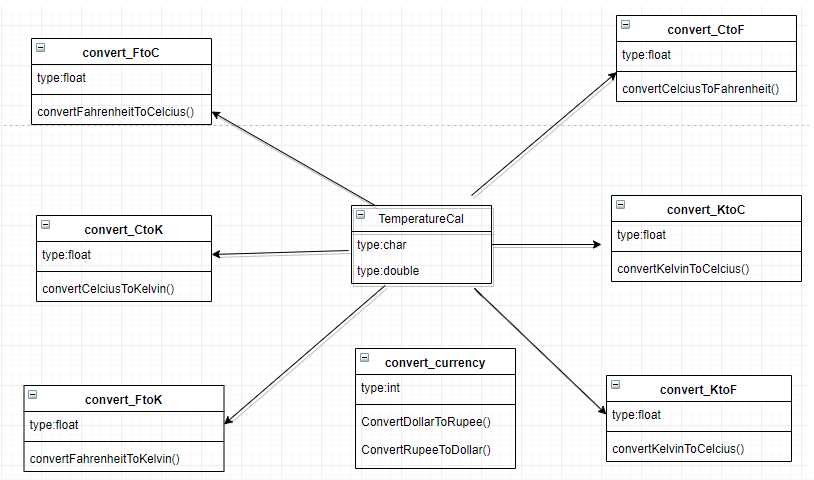 convert_FtoC
type:float
convertFahrenheitToCelcius()
convert_CtoF
type:float
convertCelciusToFahrenheit()
convert_CtoK
type:float
convertCelciusToKelvin()
TemperatureCal
type:char
type:double
convert_KtoC
type:float
convertKelvinToCelcius()
convert_FtoK
type:float
convertFahrenheitToKelvin()
convert_currency
type:int
ConvertDollarToRupee()
ConvertRupeeToDollar()
convert_KtoF
type:float
convertKelvinToCelcius()